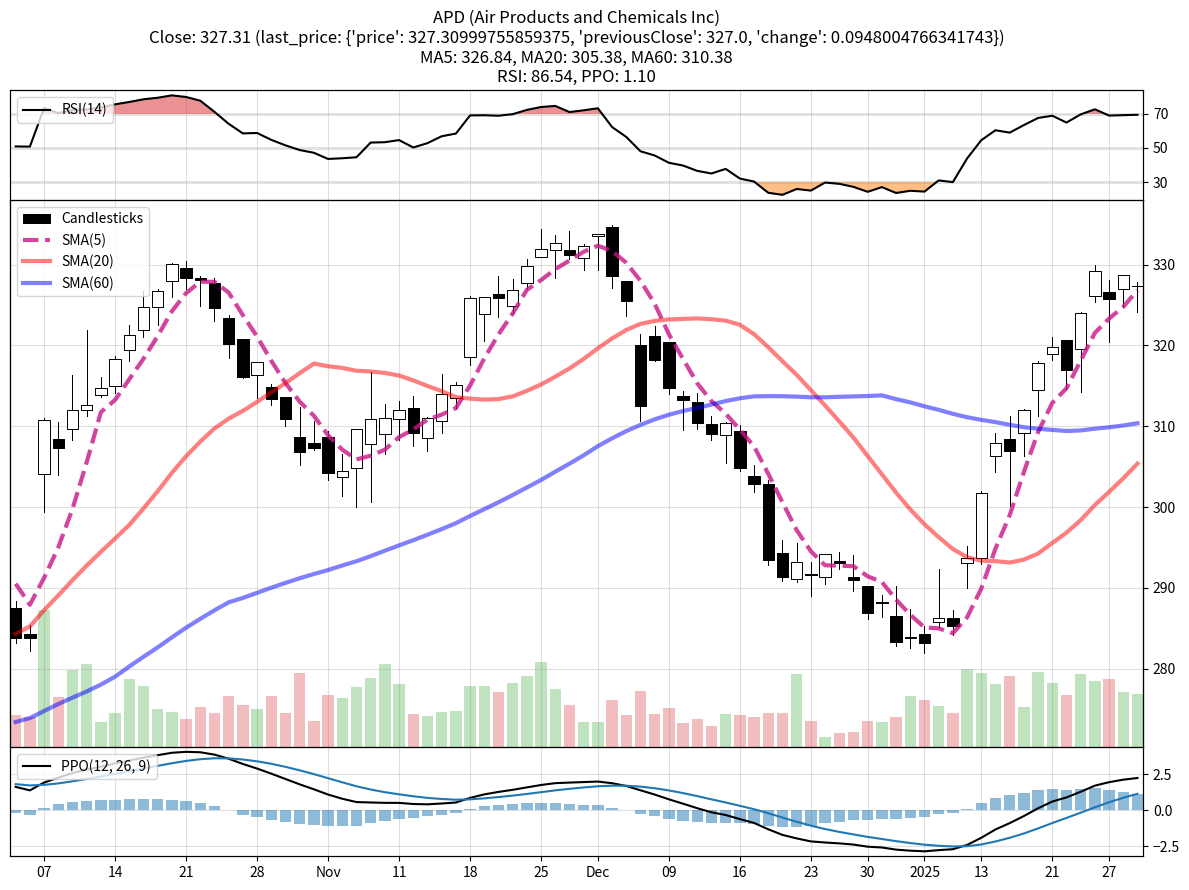 APD (Air Products and Chemicals Inc)
Close: 327.31 (last_price: {'price': 327.30999755859375, 'previousClose': 327.0, 'change': 0.0948004766341743})
MA5: 326.84, MA20: 305.38, MA60: 310.38
RSI: 86.54, PPO: 1.10
RSI(14)
70
50
30
Candlesticks
SMA(5)
SMA(20)
SMA(60)
330
320
310
300
290
280
PPO(12, 26, 9)
2.5
0.0
−2.5
07 14 21 28 Nov 11 18 25 Dec 09 16 23 30 2025 13 21 27